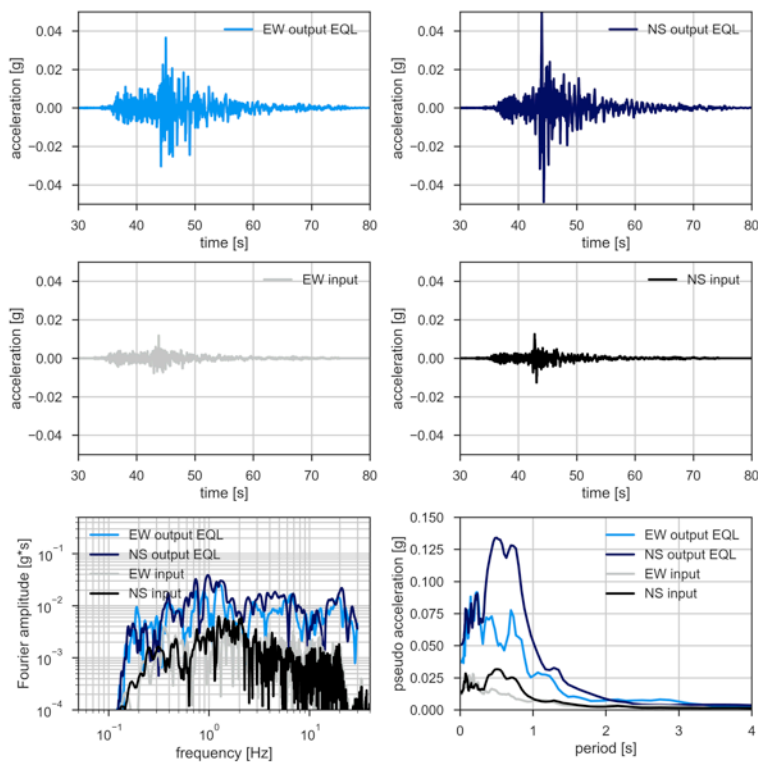 EW output EQL
0.04
0.02
0.00
−0.02
−0.04
acceleration [g]
30 40 50 60 70 80
time [s]
NS output EQL
0.04
0.02
0.00
−0.02
−0.04
acceleration [g]
30 40 50 60 70 80
time [s]
EW input
0.04
0.02
0.00
−0.02
−0.04
acceleration [g]
30 40 50 60 70 80
time [s]
NS input
0.04
0.02
0.00
−0.02
−0.04
acceleration [g]
30 40 50 60 70 80
time [s]
EW output EQL
NS output EQL
EW input
NS input
10⁻¹
10⁻²
10⁻³
10⁻⁴
Fourier amplitude [g*s]
10⁻¹ 10⁰ 10¹
frequency [Hz]
EW output EQL
NS output EQL
EW input
NS input
0.150
0.125
0.100
0.075
0.050
0.025
0.000
pseudo acceleration [g]
0 1 2 3 4
period [s]